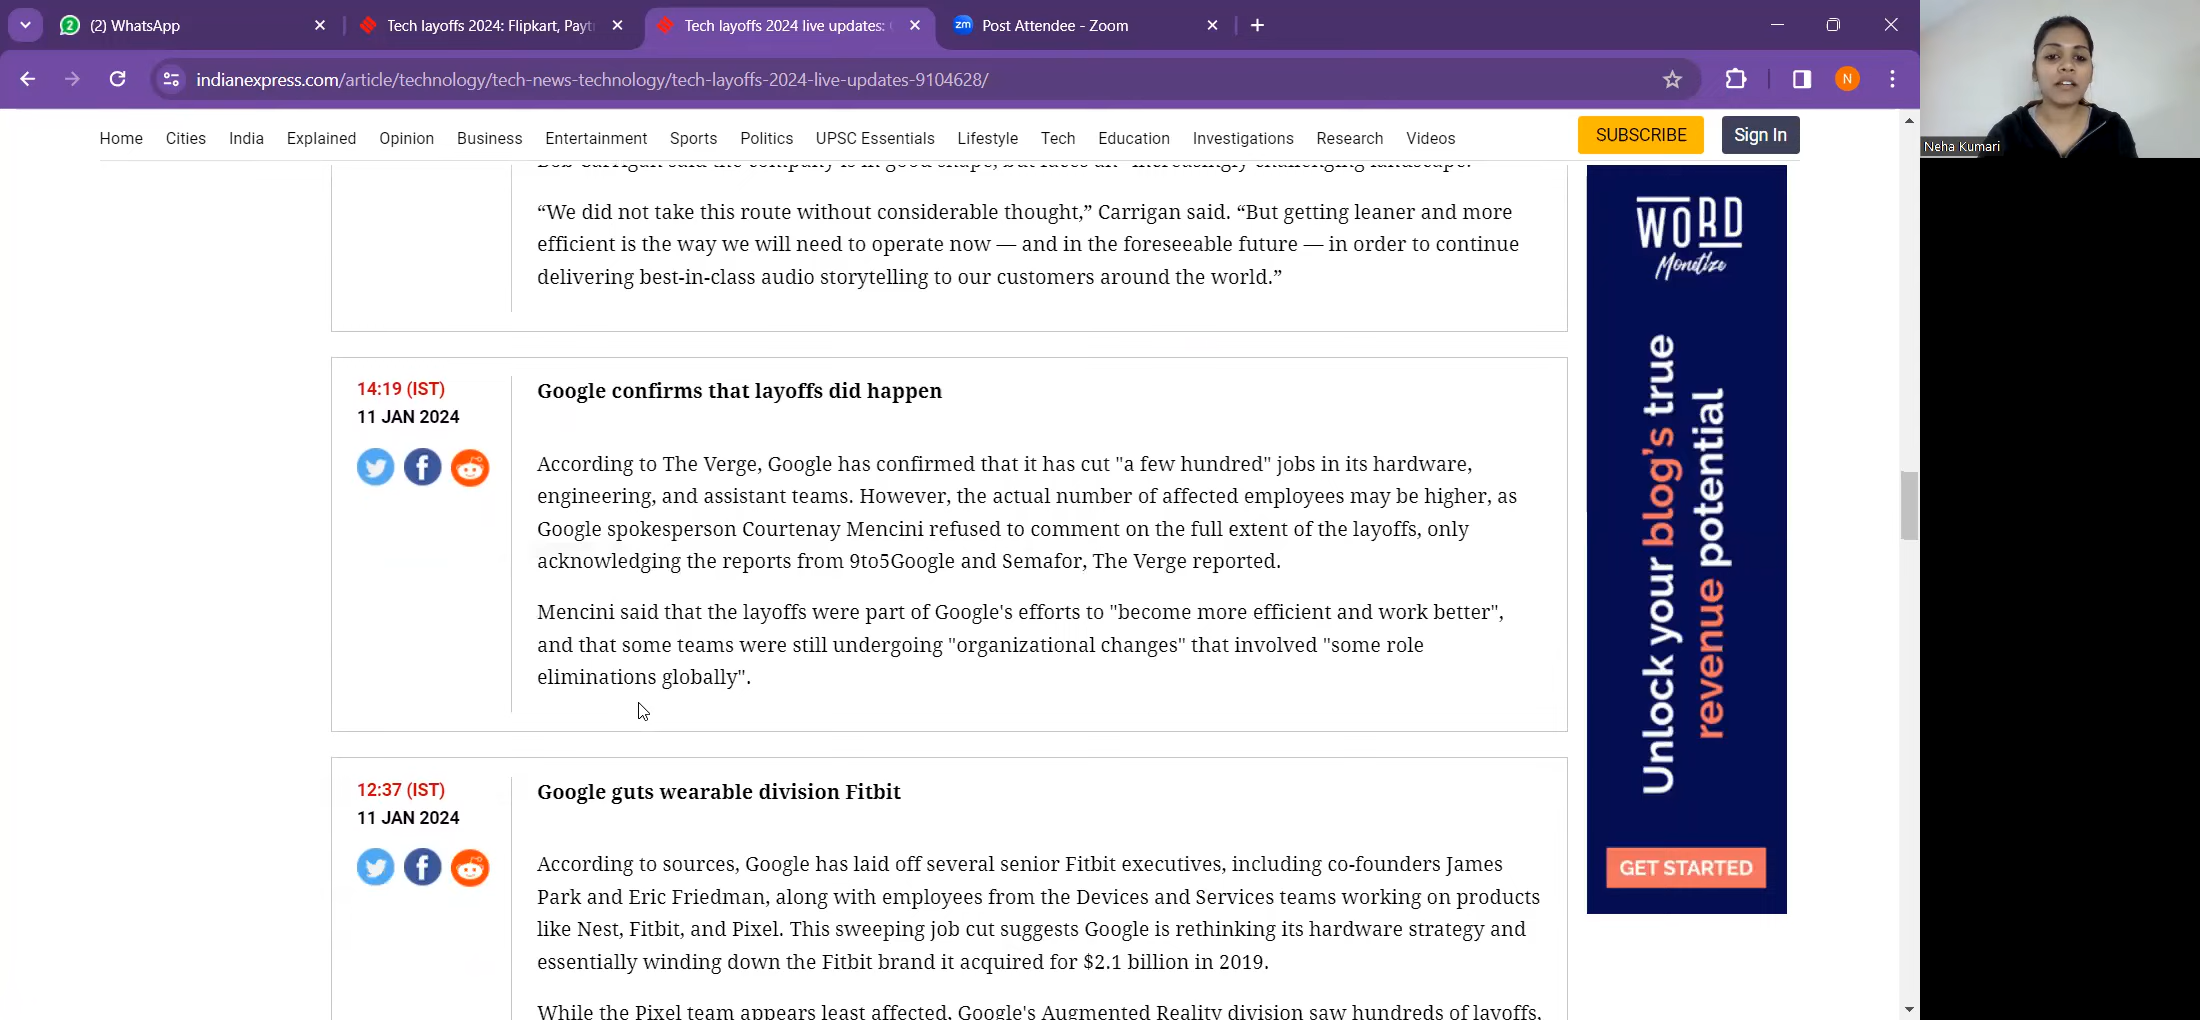 (2) WhatsApp
Tech layoffs 2024: Flipkart, Payt
Tech layoffs 2024 live updates:
zm Post Attendee - Zoom
indianexpress.com/article/technology/tech-news-technology/tech-layoffs-2024-live-updates-9104628/
N
Neha Kumari
Home Cities India Explained Opinion Business Entertainment Sports Politics UPSC Essentials Lifestyle Tech Education Investigations Research Videos SUBSCRIBE Sign In
Bob Carrigan said the company is in good shape, but faces an "increasingly challenging landscape."
“We did not take this route without considerable thought,” Carrigan said. “But getting leaner and more
efficient is the way we will need to operate now — and in the foreseeable future — in order to continue
delivering best-in-class audio storytelling to our customers around the world.”
14:19 (IST)
11 JAN 2024
Google confirms that layoffs did happen
According to The Verge, Google has confirmed that it has cut "a few hundred" jobs in its hardware,
engineering, and assistant teams. However, the actual number of affected employees may be higher, as
Google spokesperson Courtenay Mencini refused to comment on the full extent of the layoffs, only
acknowledging the reports from 9to5Google and Semafor, The Verge reported.
Mencini said that the layoffs were part of Google's efforts to "become more efficient and work better",
and that some teams were still undergoing "organizational changes" that involved "some role
eliminations globally".
12:37 (IST)
11 JAN 2024
Google guts wearable division Fitbit
According to sources, Google has laid off several senior Fitbit executives, including co-founders James
Park and Eric Friedman, along with employees from the Devices and Services teams working on products
like Nest, Fitbit, and Pixel. This sweeping job cut suggests Google is rethinking its hardware strategy and
essentially winding down the Fitbit brand it acquired for $2.1 billion in 2019.
While the Pixel team appears least affected, Google's Augmented Reality division saw hundreds of layoffs,
WORD
Monetize
Unlock your blog's true
revenue potential
GET STARTED